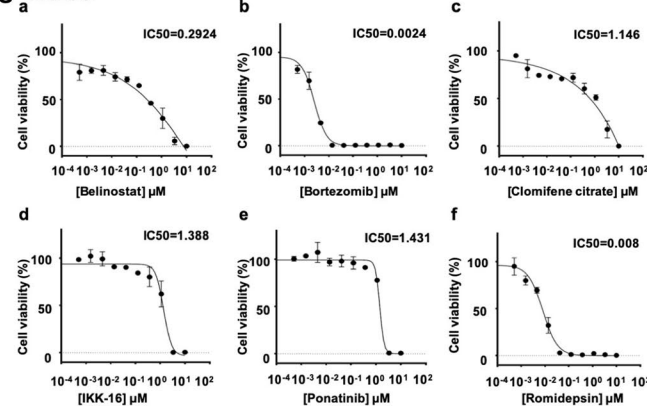 a
IC50=0.2924
Cell viability (%)
100
50
0
10-4 10-3 10-2 10-1 100 101 102
[Belinostat] µM
b
IC50=0.0024
Cell viability (%)
100
50
0
10-4 10-3 10-2 10-1 100 101 102
[Bortezomib] µM
c
IC50=1.146
Cell viability (%)
100
50
0
10-4 10-3 10-2 10-1 100 101 102
[Clomifene citrate] µM
d
IC50=1.388
Cell viability (%)
100
50
0
10-4 10-3 10-2 10-1 100 101 102
[IKK-16] µM
e
IC50=1.431
Cell viability (%)
100
50
0
10-4 10-3 10-2 10-1 100 101 102
[Ponatinib] µM
f
IC50=0.008
Cell viability (%)
100
50
0
10-4 10-3 10-2 10-1 100 101 102
[Romidepsin] µM